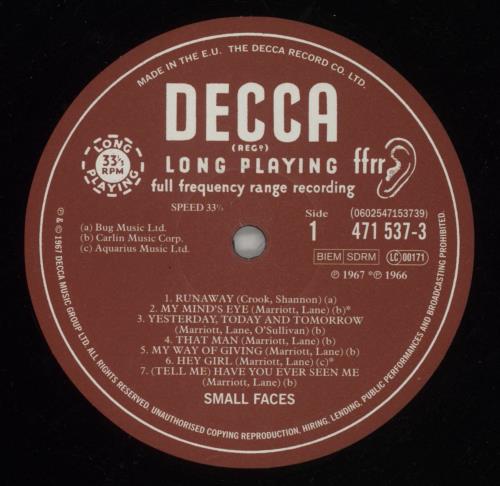 MADE IN THE E.U. THE DECCA RECORD CO. LTD.
DECCA
(REGD)
LONG PLAYING
33⅓
RPM
LONG PLAYING
ffrr
full frequency range recording
SPEED 33⅓
(a) Bug Music Ltd.
(b) Carlin Music Corp.
(c) Aquarius Music Ltd.
Side
1
(0602547153739)
471 537-3
BIEM SDRM
LC 00171
℗ 1967 *℗ 1966
1. RUNAWAY (Crook, Shannon) (a)
2. MY MIND'S EYE (Marriott, Lane) (b)*
3. YESTERDAY, TODAY AND TOMORROW
(Marriott, Lane, O'Sullivan) (b)
4. THAT MAN (Marriott, Lane) (b)
5. MY WAY OF GIVING (Marriott, Lane) (b)
6. HEY GIRL (Marriott, Lane) (c)*
7. (TELL ME) HAVE YOU EVER SEEN ME
(Marriott, Lane) (b)
SMALL FACES
℗ & © 1967 DECCA MUSIC GROUP LTD. ALL RIGHTS RESERVED. UNAUTHORISED COPYING REPRODUCTION, HIRING, LENDING, PUBLIC PERFORMANCES AND BROADCASTING PROHIBITED.